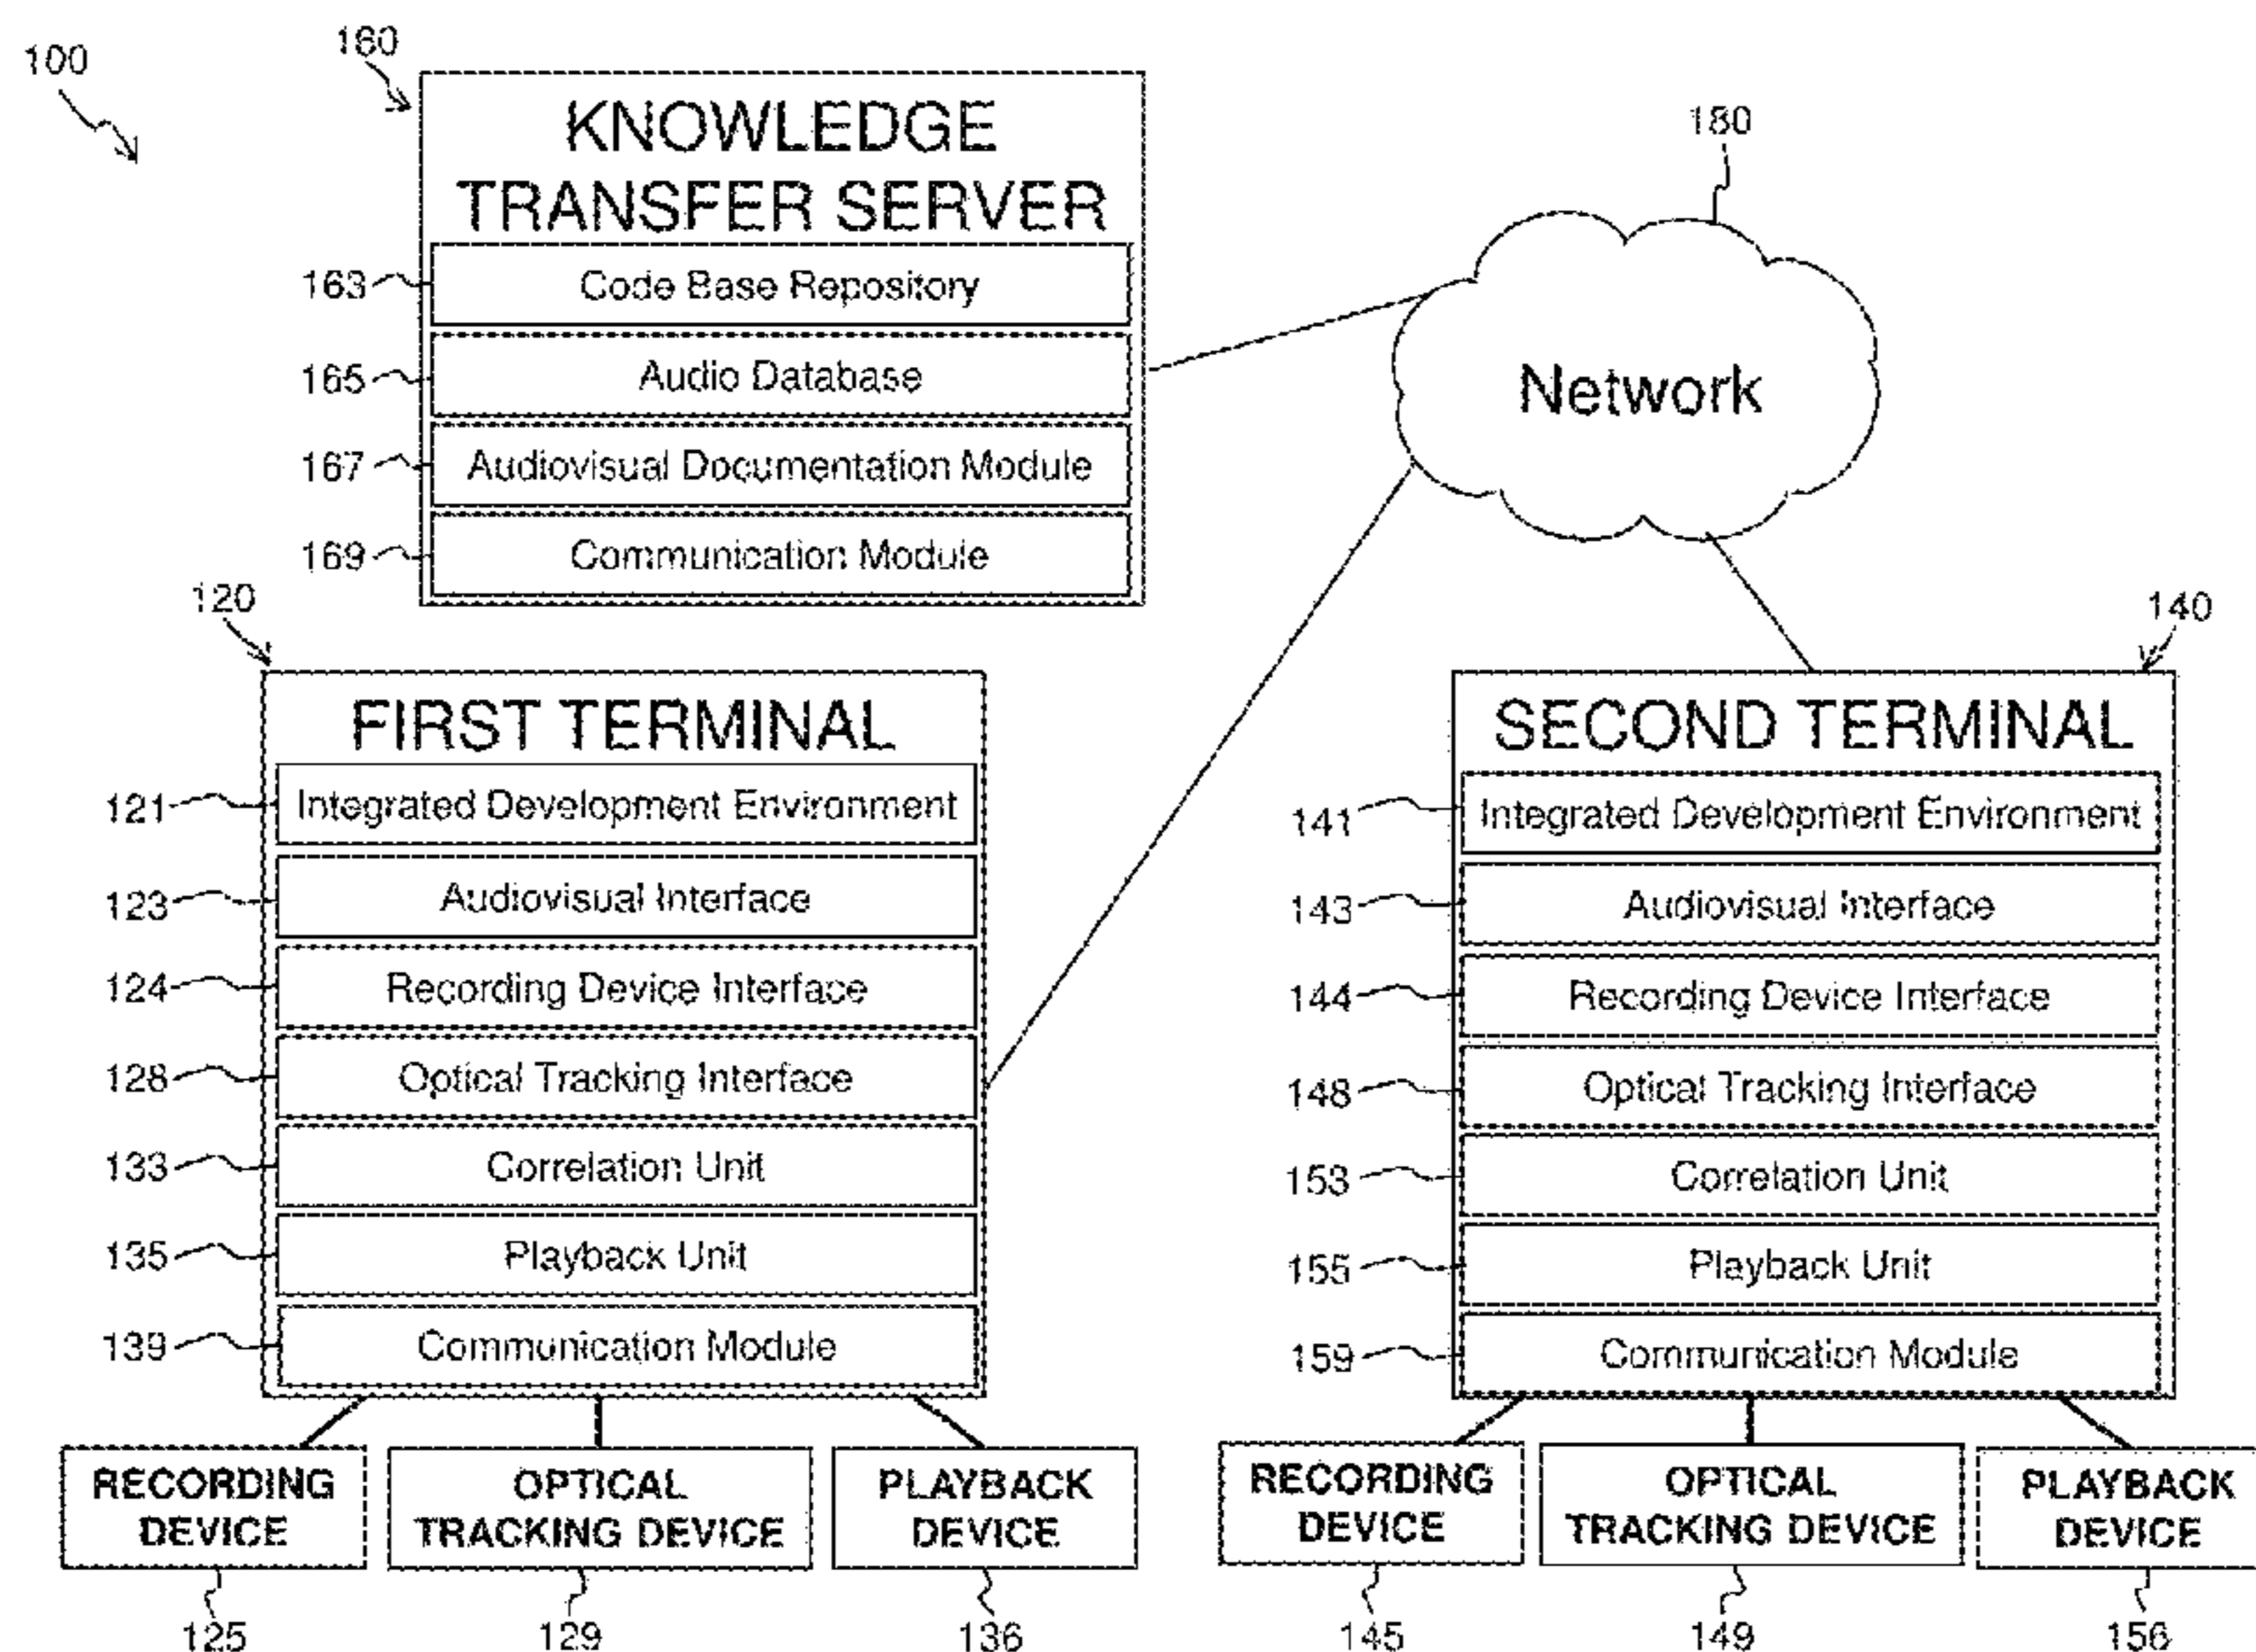 100
160
KNOWLEDGE
TRANSFER SERVER
163 Code Base Repository
165 Audio Database
167 Audiovisual Documentation Module
169 Communication Module
180
Network
120
FIRST TERMINAL
121 Integrated Development Environment
123 Audiovisual Interface
124 Recording Device Interface
128 Optical Tracking Interface
133 Correlation Unit
135 Playback Unit
139 Communication Module
RECORDING
DEVICE
125
OPTICAL
TRACKING DEVICE
129
PLAYBACK
DEVICE
136
140
SECOND TERMINAL
141 Integrated Development Environment
143 Audiovisual Interface
144 Recording Device Interface
148 Optical Tracking Interface
153 Correlation Unit
155 Playback Unit
159 Communication Module
RECORDING
DEVICE
145
OPTICAL
TRACKING DEVICE
149
PLAYBACK
DEVICE
156